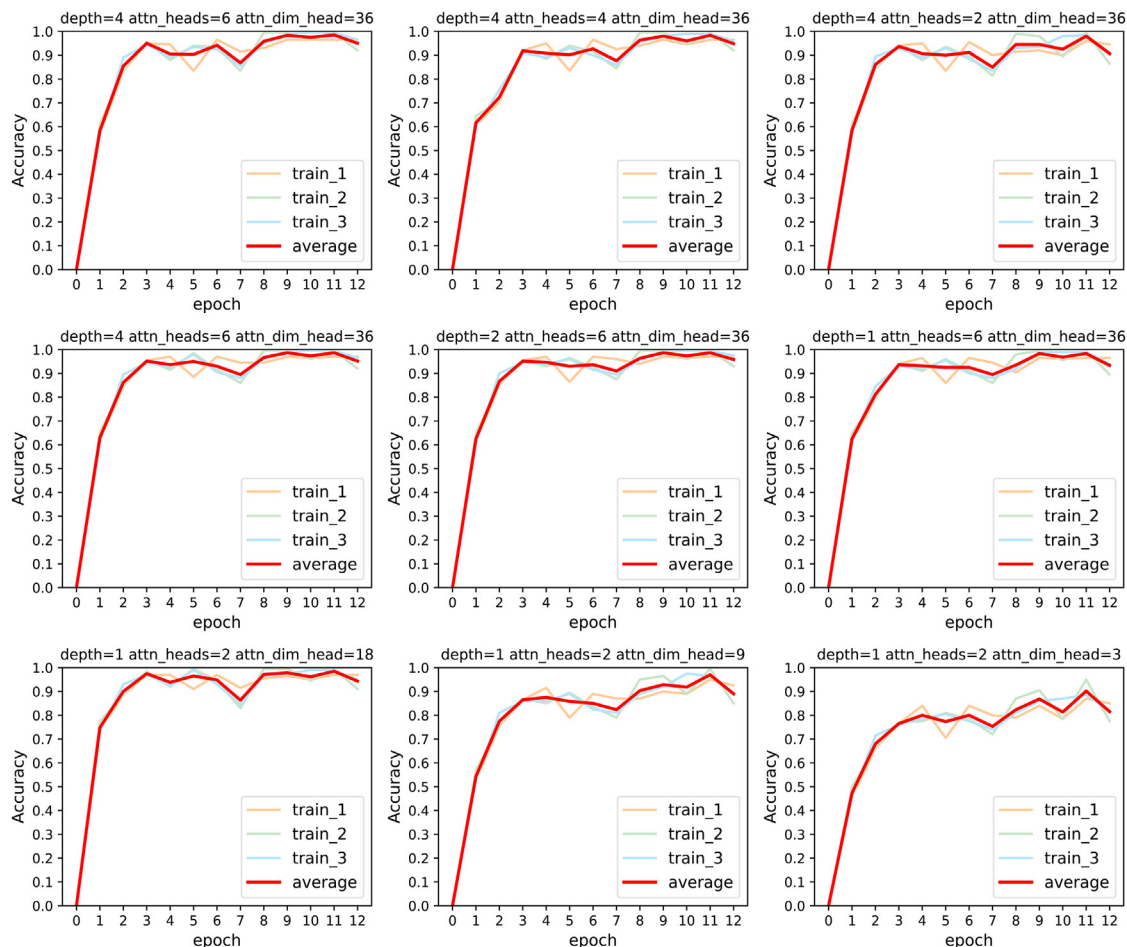 depth=4 attn_heads=6 attn_dim_head=36
1.0
0.9
0.8
0.7
0.6
0.5
0.4
0.3
0.2
0.1
0.0
Accuracy
train_1
train_2
train_3
average
0 1 2 3 4 5 6 7 8 9 10 11 12
epoch
depth=4 attn_heads=4 attn_dim_head=36
1.0
0.9
0.8
0.7
0.6
0.5
0.4
0.3
0.2
0.1
0.0
Accuracy
train_1
train_2
train_3
average
0 1 2 3 4 5 6 7 8 9 10 11 12
epoch
depth=4 attn_heads=2 attn_dim_head=36
1.0
0.9
0.8
0.7
0.6
0.5
0.4
0.3
0.2
0.1
0.0
Accuracy
train_1
train_2
train_3
average
0 1 2 3 4 5 6 7 8 9 10 11 12
epoch
depth=4 attn_heads=6 attn_dim_head=36
1.0
0.9
0.8
0.7
0.6
0.5
0.4
0.3
0.2
0.1
0.0
Accuracy
train_1
train_2
train_3
average
0 1 2 3 4 5 6 7 8 9 10 11 12
epoch
depth=2 attn_heads=6 attn_dim_head=36
1.0
0.9
0.8
0.7
0.6
0.5
0.4
0.3
0.2
0.1
0.0
Accuracy
train_1
train_2
train_3
average
0 1 2 3 4 5 6 7 8 9 10 11 12
epoch
depth=1 attn_heads=6 attn_dim_head=36
1.0
0.9
0.8
0.7
0.6
0.5
0.4
0.3
0.2
0.1
0.0
Accuracy
train_1
train_2
train_3
average
0 1 2 3 4 5 6 7 8 9 10 11 12
epoch
depth=1 attn_heads=2 attn_dim_head=18
1.0
0.9
0.8
0.7
0.6
0.5
0.4
0.3
0.2
0.1
0.0
Accuracy
train_1
train_2
train_3
average
0 1 2 3 4 5 6 7 8 9 10 11 12
epoch
depth=1 attn_heads=2 attn_dim_head=9
1.0
0.9
0.8
0.7
0.6
0.5
0.4
0.3
0.2
0.1
0.0
Accuracy
train_1
train_2
train_3
average
0 1 2 3 4 5 6 7 8 9 10 11 12
epoch
depth=1 attn_heads=2 attn_dim_head=3
1.0
0.9
0.8
0.7
0.6
0.5
0.4
0.3
0.2
0.1
0.0
Accuracy
train_1
train_2
train_3
average
0 1 2 3 4 5 6 7 8 9 10 11 12
epoch